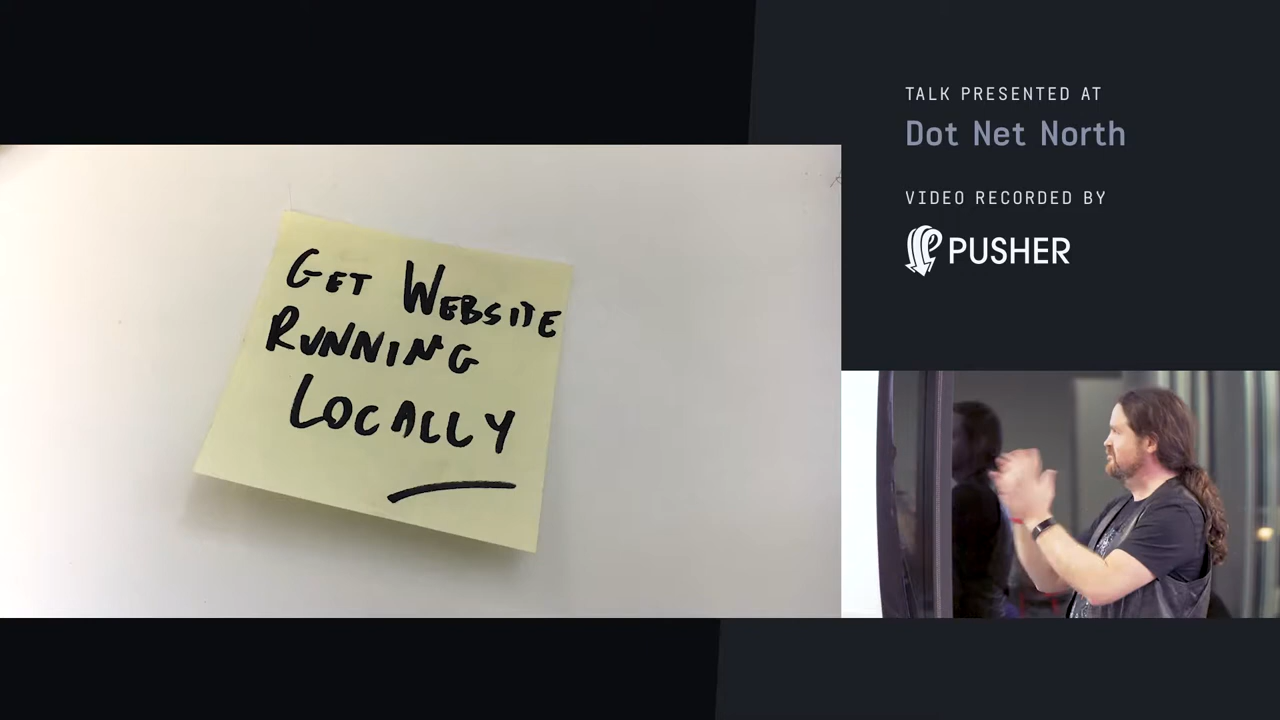 GET WEBSITE
RUNNING
LOCALLY
TALK PRESENTED AT
Dot Net North
VIDEO RECORDED BY
PUSHER